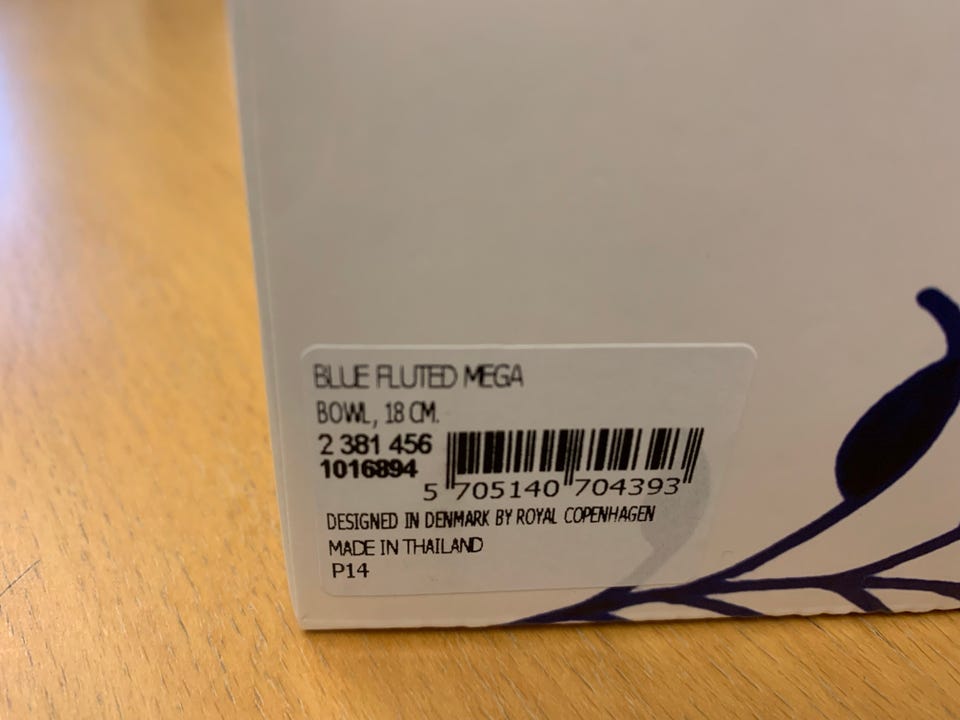 BLUE FLUTED MEGA
BOWL, 18 CM.
2 381 456
1016894
5 705140 704393
DESIGNED IN DENMARK BY ROYAL COPENHAGEN
MADE IN THAILAND
P14